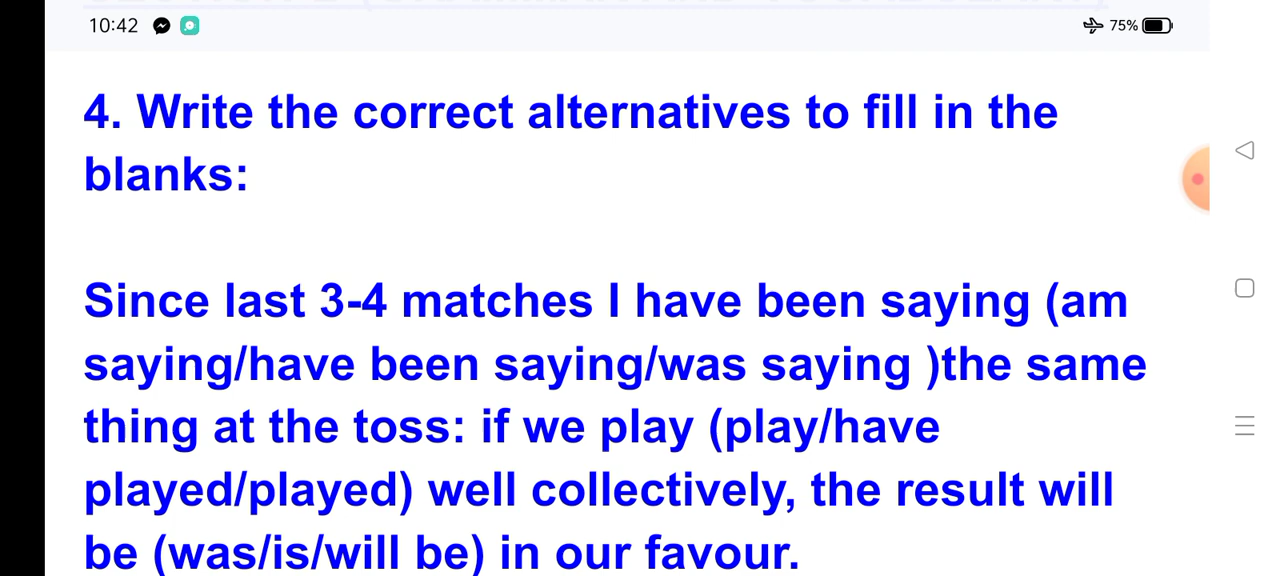 10:42
75%
4. Write the correct alternatives to fill in the
blanks:
Since last 3-4 matches I have been saying (am
saying/have been saying/was saying )the same
thing at the toss: if we play (play/have
played/played) well collectively, the result will
be (was/is/will be) in our favour.